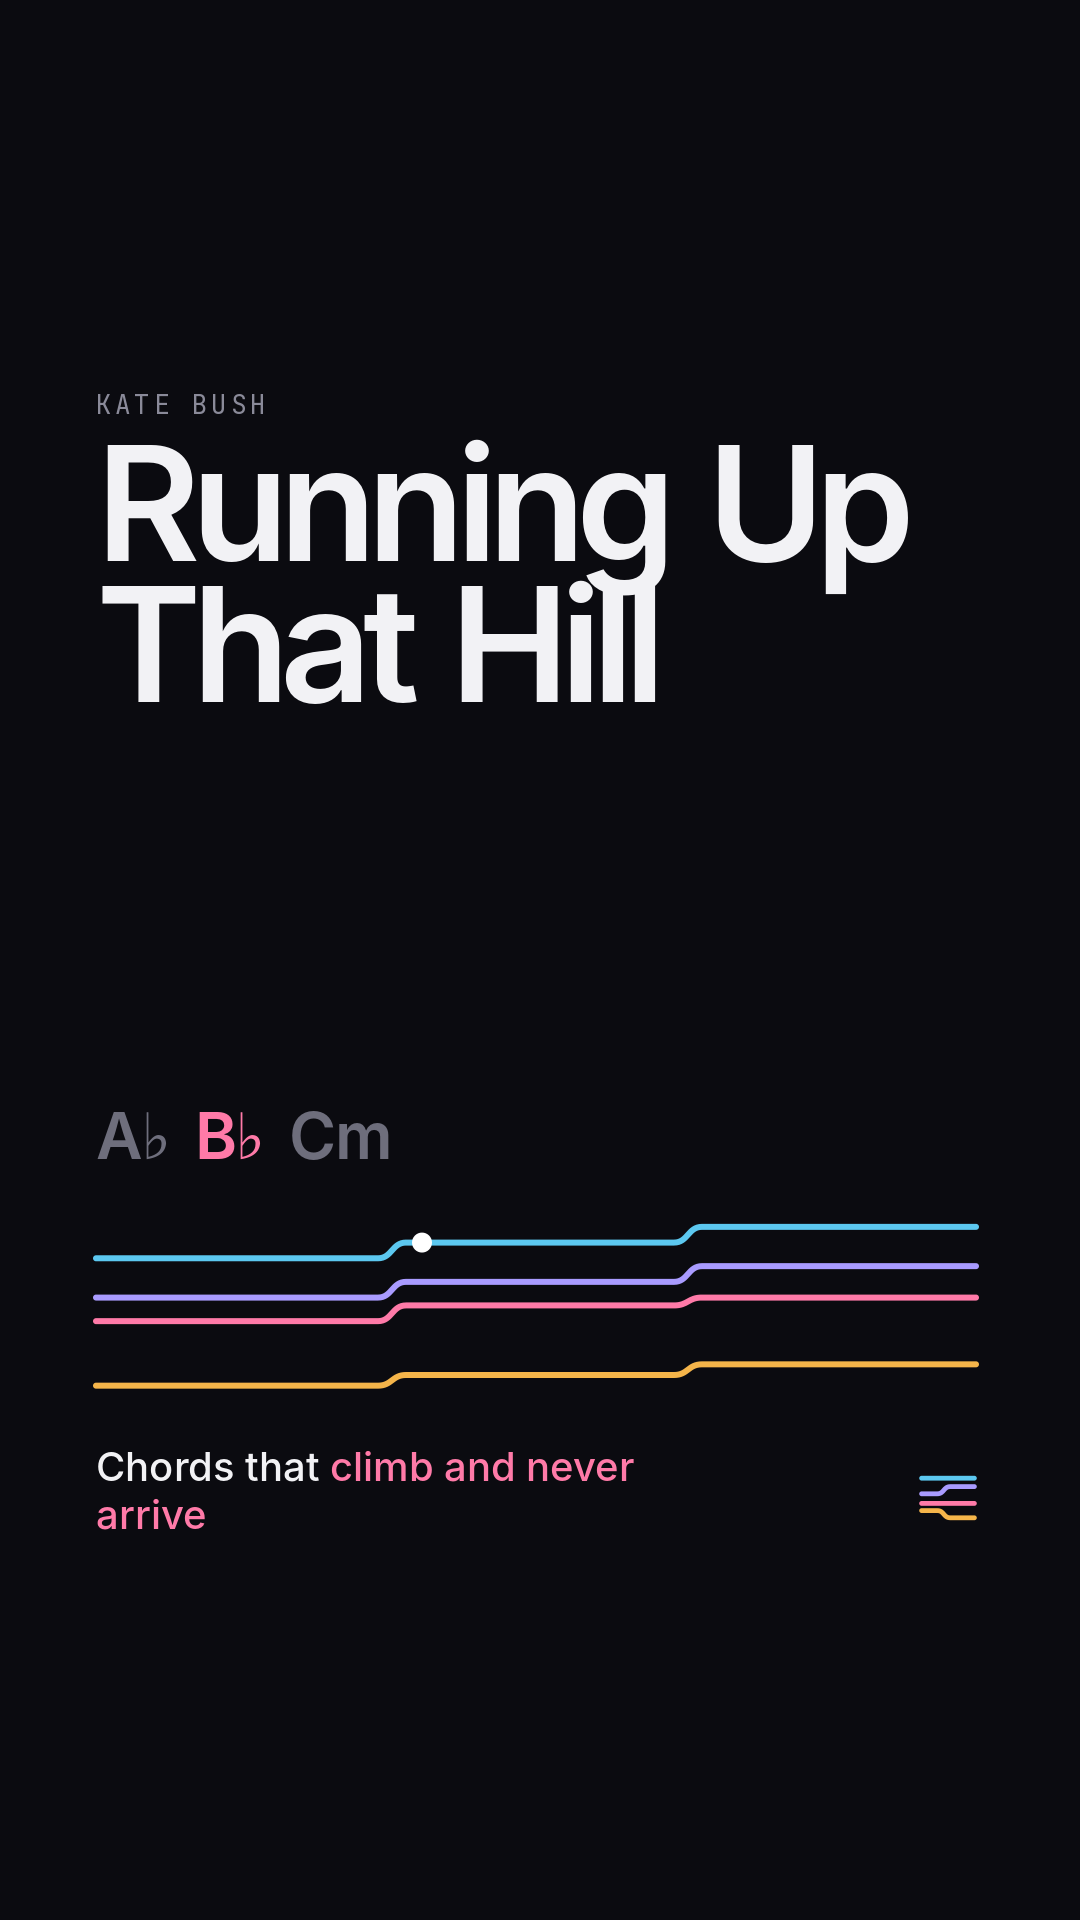 KATE BUSH
Running Up
That Hill
A♭ B♭ Cm
Chords that climb and never
arrive